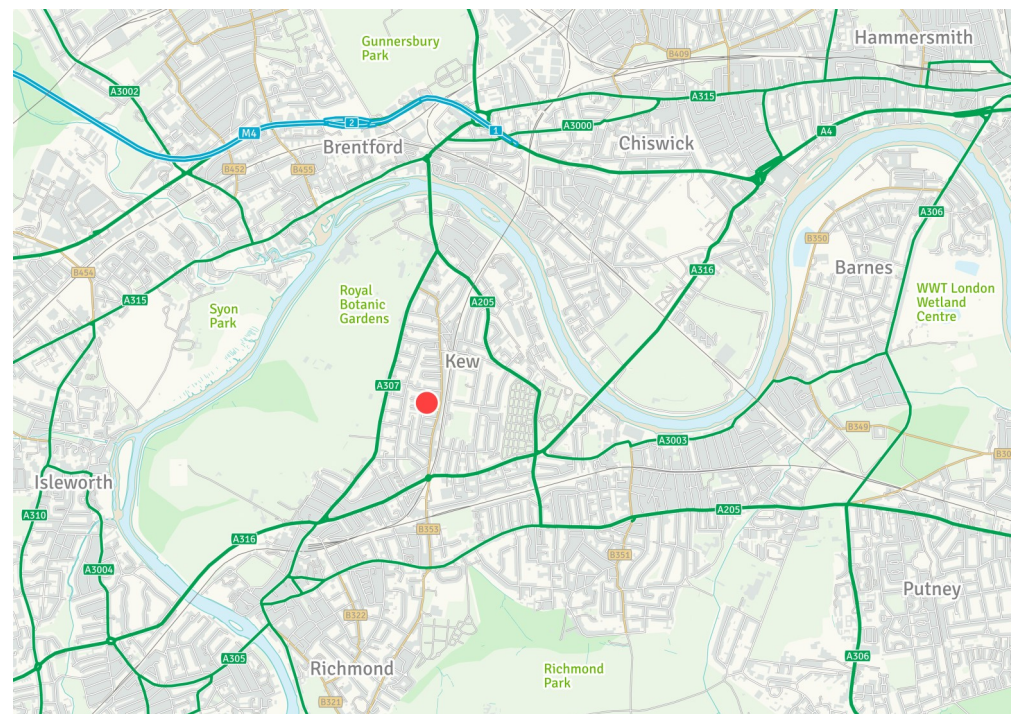 Gunnersbury
Park
Hammersmith
B409
A3002
A315
2
M4
1
A3000
A4
Brentford
Chiswick
B452
B455
A306
B350
B454
A316
Barnes
A315
Syon
Park
Royal
Botanic
Gardens
A205
WWT London
Wetland
Centre
Kew
A307
B349
A3003
B30
Isleworth
A310
A316
B353
A205
B351
A3004
Putney
B322
A305
Richmond
Richmond
Park
A306
B321